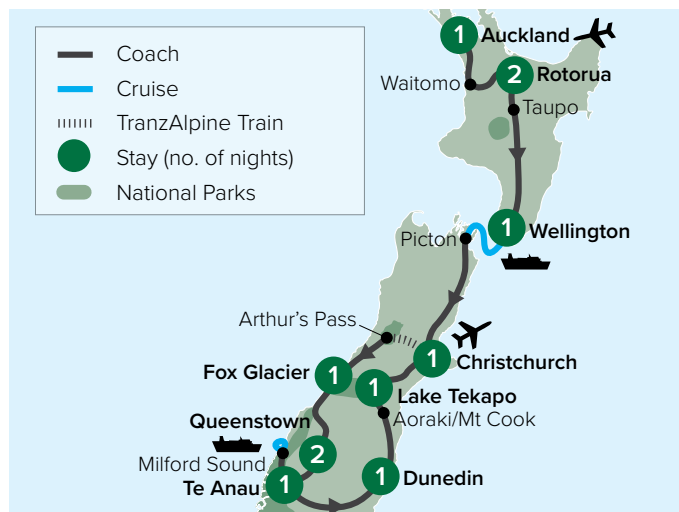 Coach
Cruise
TranzAlpine Train
Stay (no. of nights)
National Parks
1 Auckland
Waitomo
2 Rotorua
Taupo
1 Wellington
Picton
Arthur's Pass
1 Christchurch
Fox Glacier 1
1 Lake Tekapo
Aoraki/Mt Cook
Queenstown
2
Milford Sound
Te Anau 1
1 Dunedin